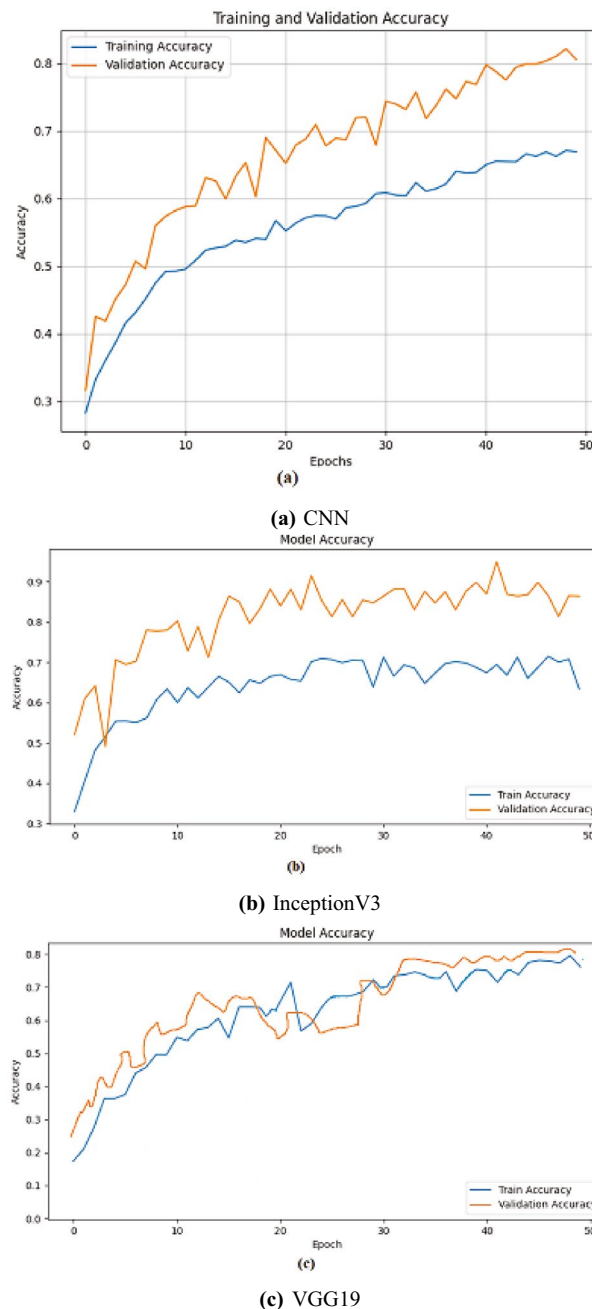 Training and Validation Accuracy
Training Accuracy
Validation Accuracy
0.8
0.7
0.6
0.5
0.4
0.3
Accuracy
0 10 20 30 40 50
Epochs
(a)
(a) CNN
Model Accuracy
0.9
0.8
0.7
0.6
0.5
0.4
0.3
Accuracy
Train Accuracy
Validation Accuracy
0 10 20 30 40 50
Epoch
(b)
(b) InceptionV3
Model Accuracy
0.8
0.7
0.6
0.5
0.4
0.3
0.2
0.1
0.0
Accuracy
Train Accuracy
Validation Accuracy
0 10 20 30 40 50
Epoch
(c)
(c) VGG19